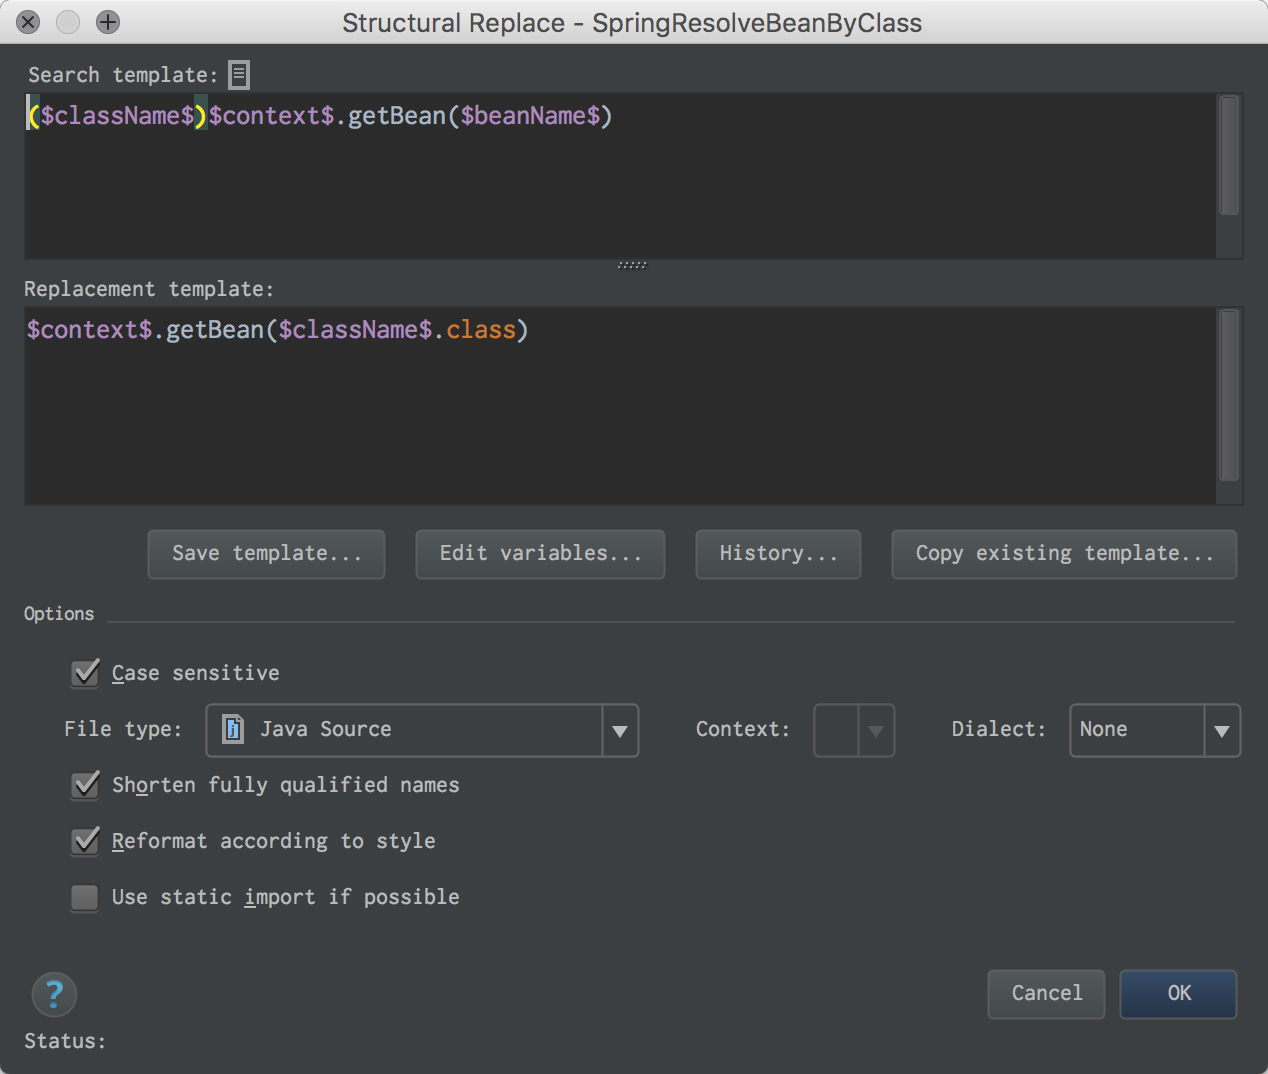 Structural Replace - SpringResolveBeanByClass
Search template:
($className$)$context$.getBean($beanName$)
Replacement template:
$context$.getBean($className$.class)
Save template... Edit variables... History... Copy existing template...
Options
Case sensitive
File type: Java Source Context: Dialect: None
Shorten fully qualified names
Reformat according to style
Use static import if possible
?
Cancel OK
Status: